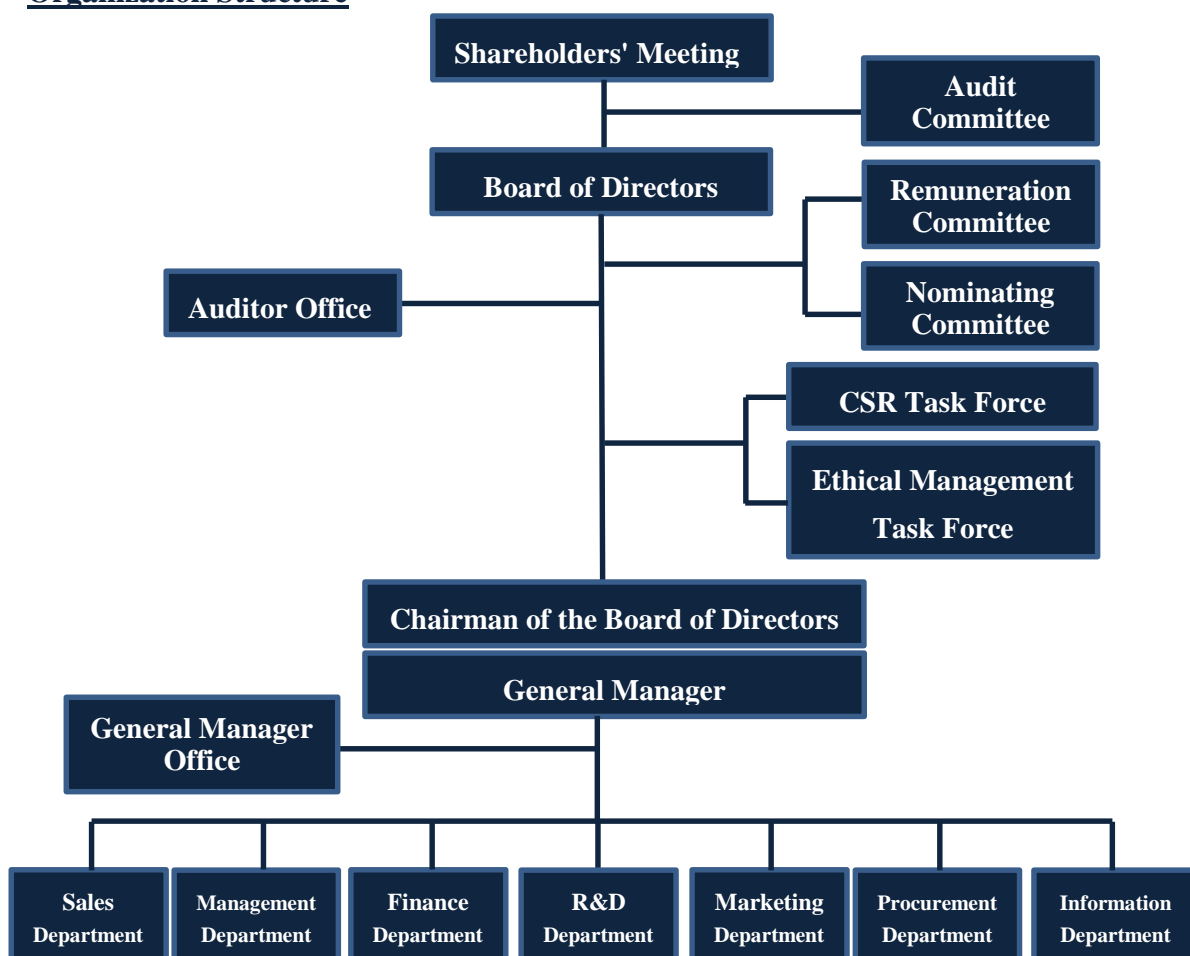 Organization Structure
Shareholders' Meeting
Audit
Committee
Board of Directors
Remuneration
Committee
Nominating
Committee
Auditor Office
CSR Task Force
Ethical Management
Task Force
Chairman of the Board of Directors
General Manager
General Manager
Office
Sales
Department
Management
Department
Finance
Department
R&D
Department
Marketing
Department
Procurement
Department
Information
Department